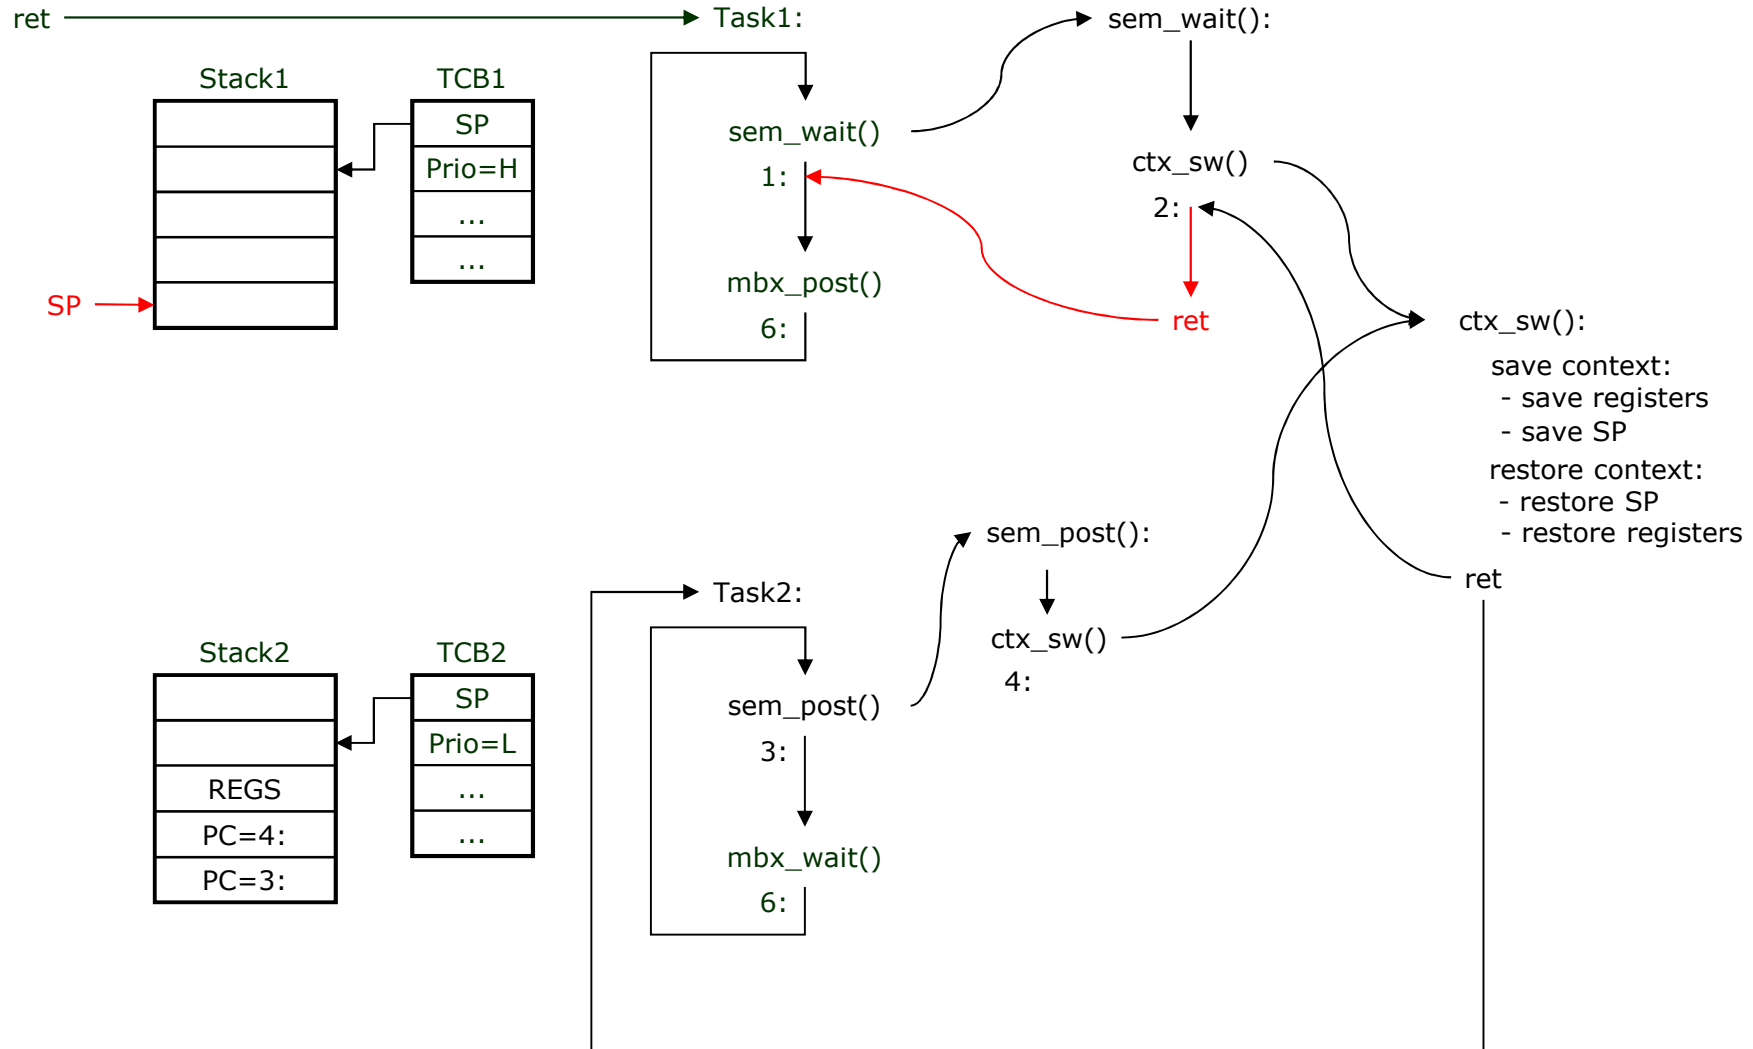 ret
Task1:
sem_wait():
Stack1
TCB1
SP
Prio=H
...
...
sem_wait()
1:
ctx_sw()
2:
mbx_post()
6:
SP
ret
ctx_sw():
save context:
- save registers
- save SP
restore context:
- restore SP
- restore registers
ret
sem_post():
ctx_sw()
4:
Task2:
Stack2
TCB2
SP
Prio=L
...
...
REGS
PC=4:
PC=3:
sem_post()
3:
mbx_wait()
6: